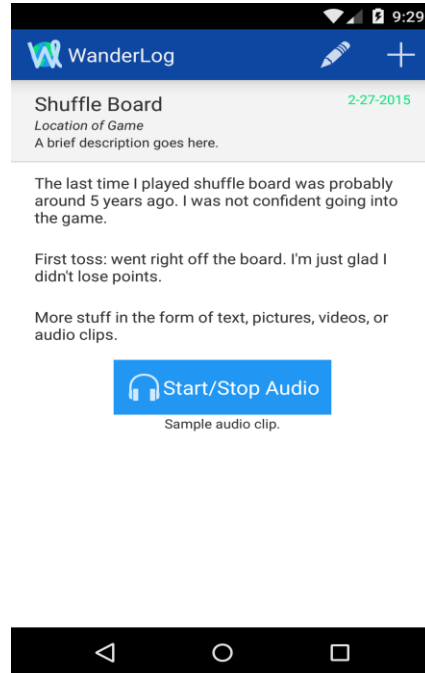 9:29
WanderLog
Shuffle Board
2-27-2015
Location of Game
A brief description goes here.
The last time I played shuffle board was probably
around 5 years ago. I was not confident going into
the game.
First toss: went right off the board. I'm just glad I
didn't lose points.
More stuff in the form of text, pictures, videos, or
audio clips.
Start/Stop Audio
Sample audio clip.